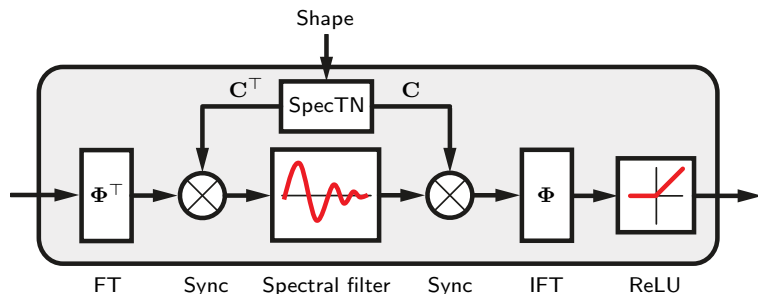 Shape
C⊤
SpecTN
C
Φ⊤
Φ
FT
Sync
Spectral filter
Sync
IFT
ReLU